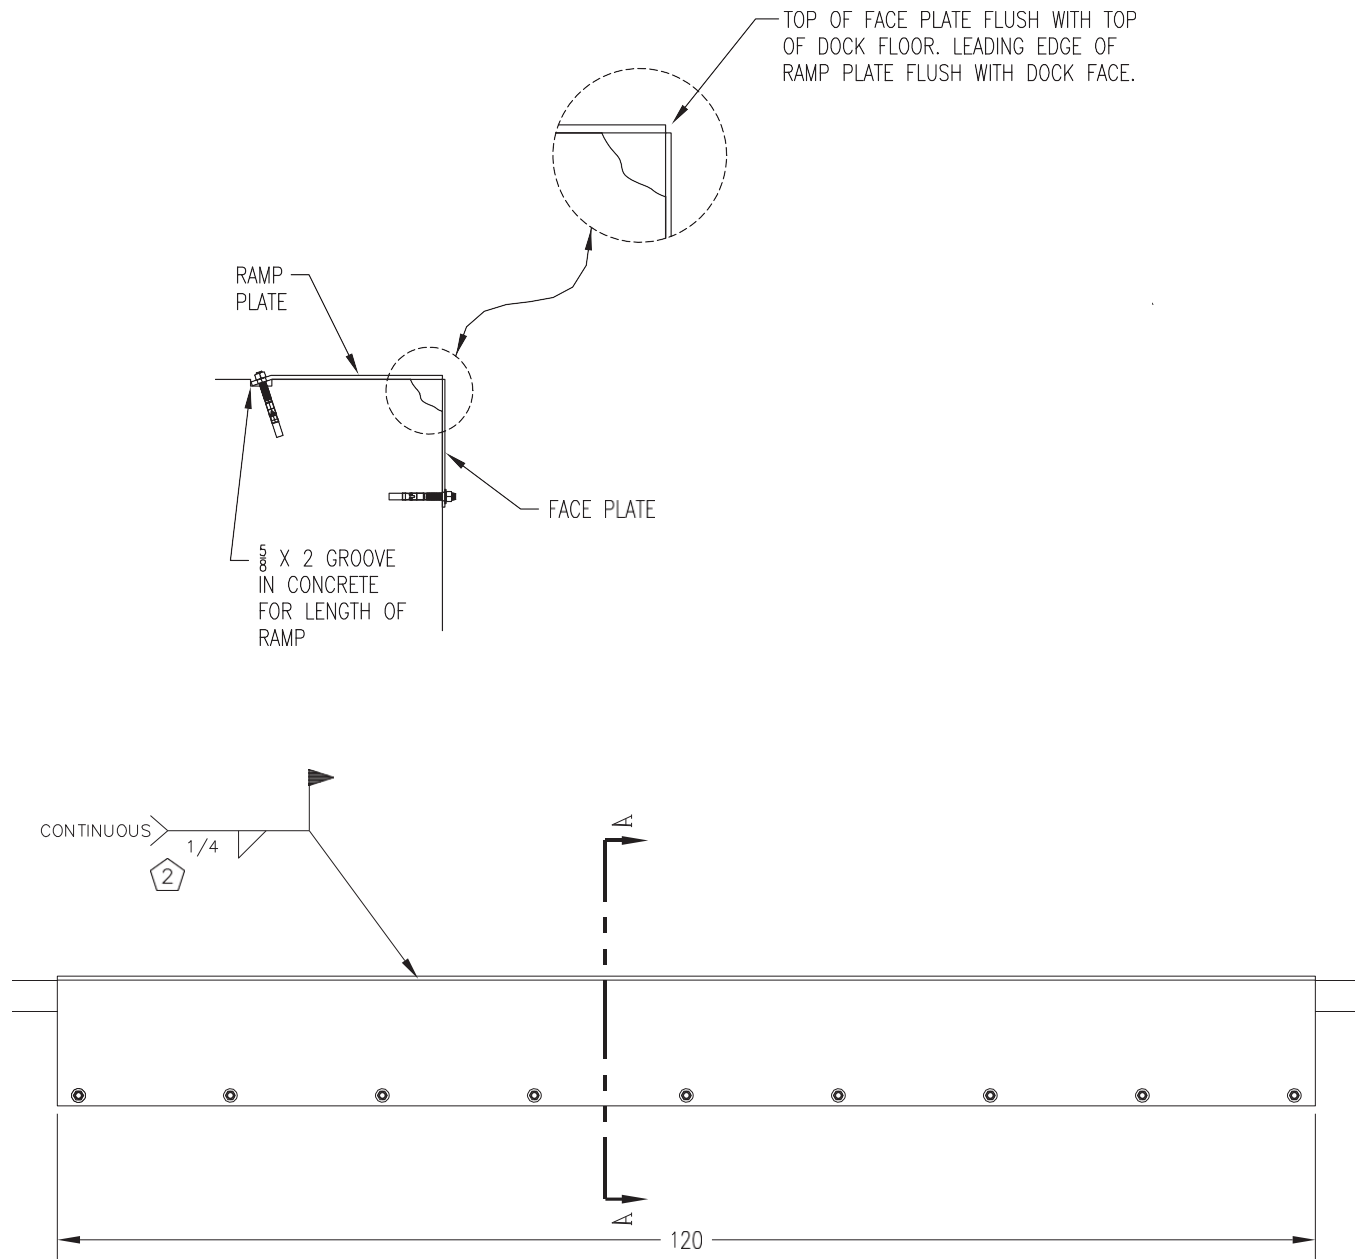 TOP OF FACE PLATE FLUSH WITH TOP
OF DOCK FLOOR. LEADING EDGE OF
RAMP PLATE FLUSH WITH DOCK FACE.
RAMP
PLATE
FACE PLATE
5/8 X 2 GROOVE
IN CONCRETE
FOR LENGTH OF
RAMP
CONTINUOUS
1/4
2
A
A
120